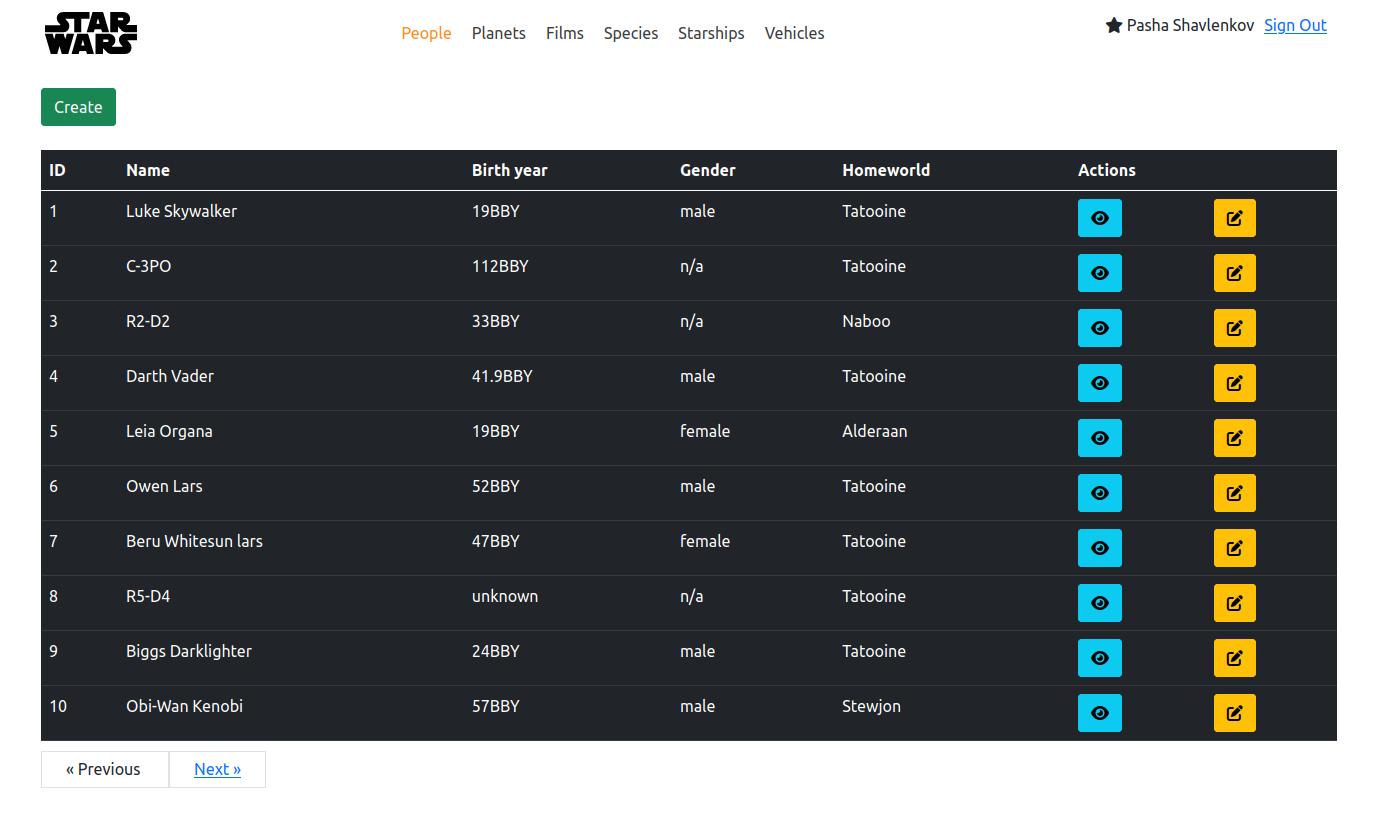 STAR
WARS
People Planets Films Species Starships Vehicles
Pasha Shavlenkov Sign Out
Create
ID Name Birth year Gender Homeworld Actions
1 Luke Skywalker 19BBY male Tatooine
2 C-3PO 112BBY n/a Tatooine
3 R2-D2 33BBY n/a Naboo
4 Darth Vader 41.9BBY male Tatooine
5 Leia Organa 19BBY female Alderaan
6 Owen Lars 52BBY male Tatooine
7 Beru Whitesun lars 47BBY female Tatooine
8 R5-D4 unknown n/a Tatooine
9 Biggs Darklighter 24BBY male Tatooine
10 Obi-Wan Kenobi 57BBY male Stewjon
« Previous Next »